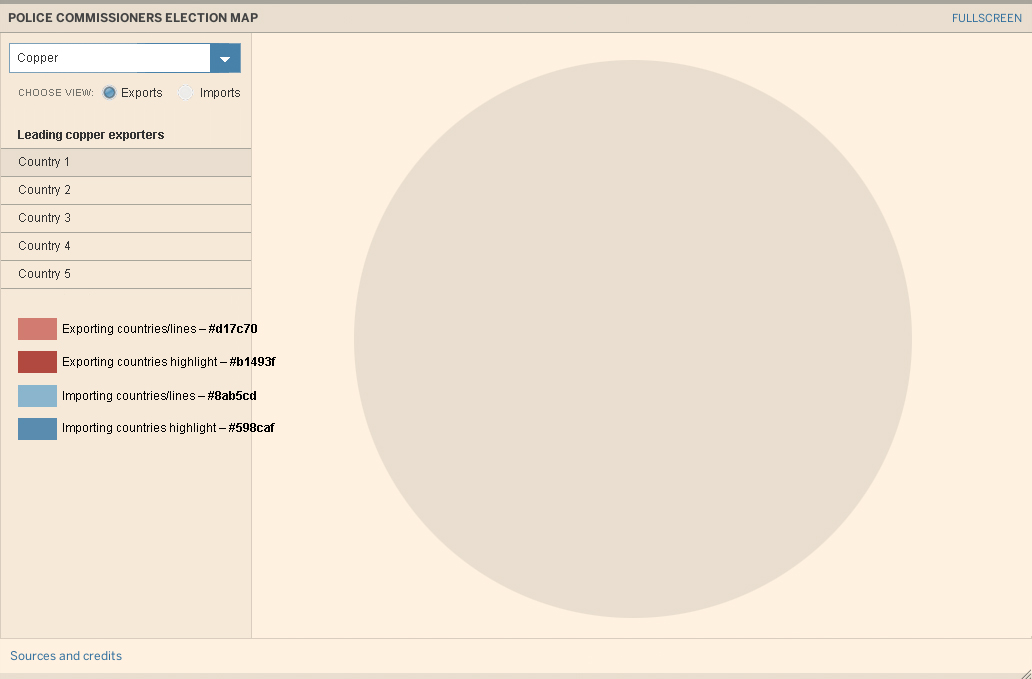 POLICE COMMISSIONERS ELECTION MAP
FULLSCREEN
Copper
CHOOSE VIEW: Exports Imports
Leading copper exporters
Country 1
Country 2
Country 3
Country 4
Country 5
Exporting countries/lines – #d17c70
Exporting countries highlight – #b1493f
Importing countries/lines – #8ab5cd
Importing countries highlight – #598caf
Sources and credits